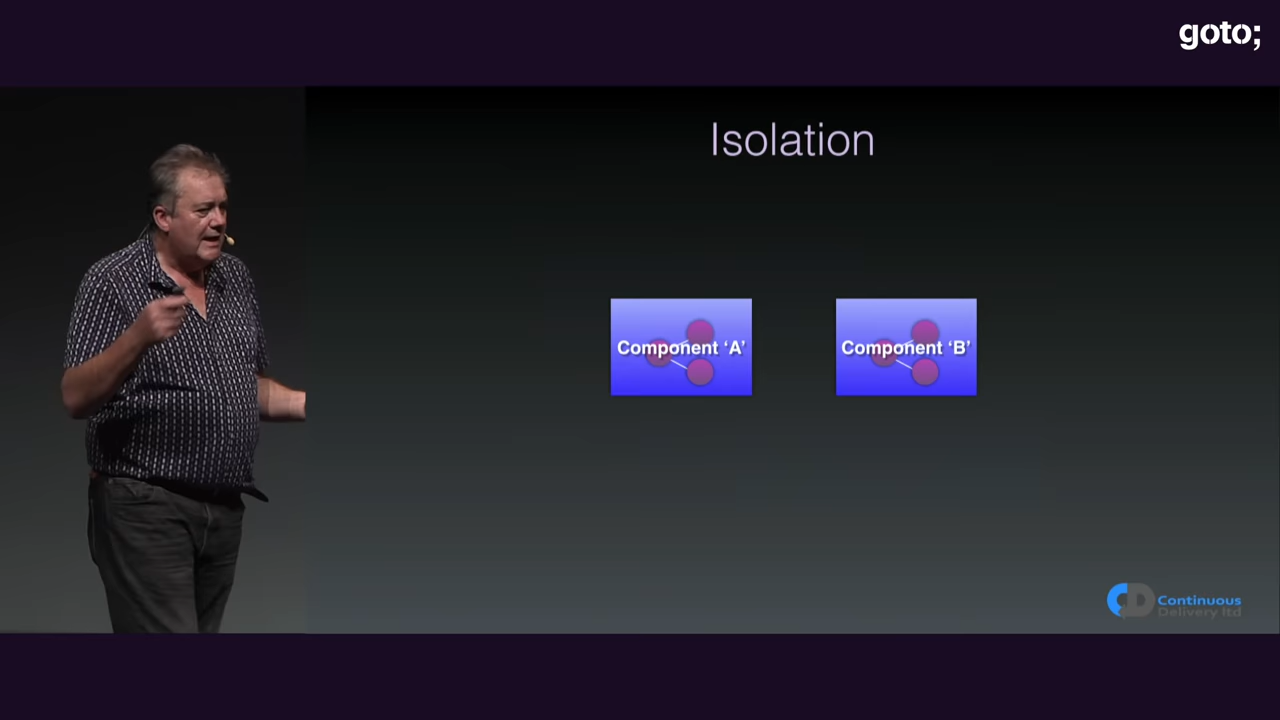 goto;
Isolation
Component ‘A’
Component ‘B’
Continuous
Delivery ltd